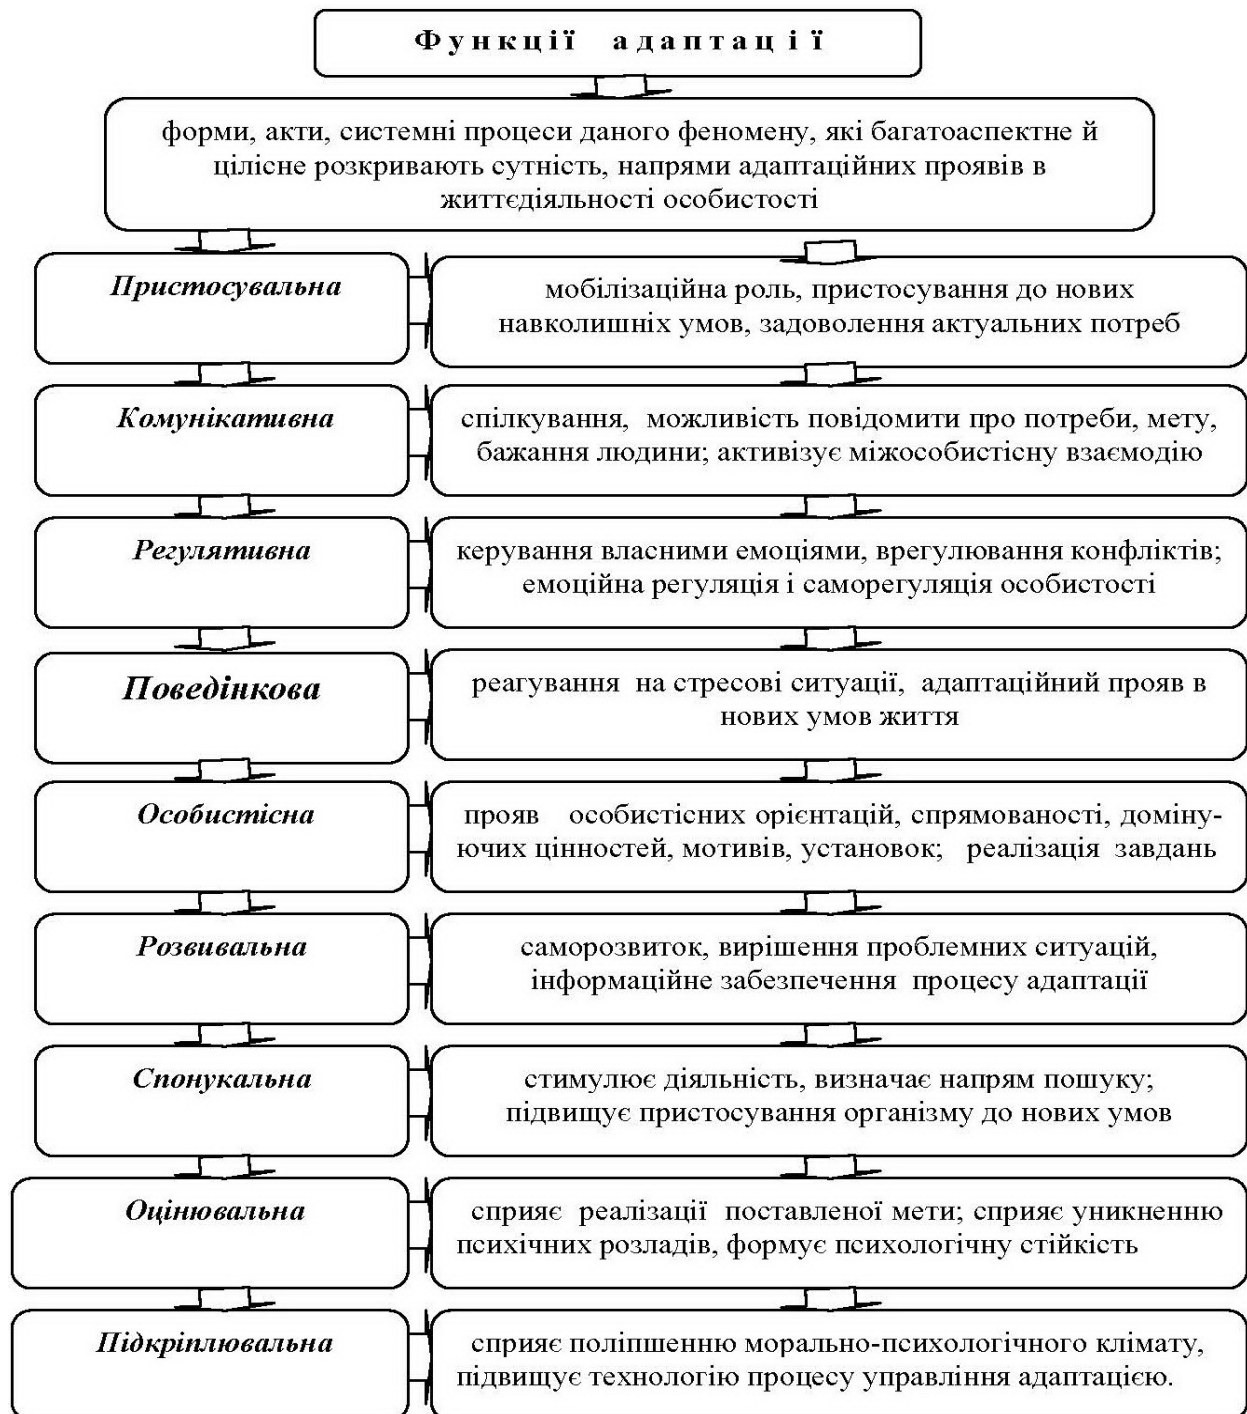 Функції адаптації
форми, акти, системні процеси даного феномену, які багатоаспектне й
цілісне розкривають сутність, напрями адаптаційних проявів в
життєдіяльності особистості
Пристосувальна
мобілізаційна роль, пристосування до нових
навколишніх умов, задоволення актуальних потреб
Комунікативна
спілкування, можливість повідомити про потреби, мету,
бажання людини; активізує міжособистісну взаємодію
Регулятивна
керування власними емоціями, врегулювання конфліктів;
емоційна регуляція і саморегуляція особистості
Поведінкова
реагування на стресові ситуації, адаптаційний прояв в
нових умов життя
Особистісна
прояв особистісних орієнтацій, спрямованості, доміну-
ючих цінностей, мотивів, установок; реалізація завдань
Розвивальна
саморозвиток, вирішення проблемних ситуацій,
інформаційне забезпечення процесу адаптації
Спонукальна
стимулює діяльність, визначає напрям пошуку;
підвищує пристосування організму до нових умов
Оцінювальна
сприяє реалізації поставленої мети; сприяє уникненню
психічних розладів, формує психологічну стійкість
Підкріплювальна
сприяє поліпшенню морально-психологічного клімату,
підвищує технологію процесу управління адаптацією.